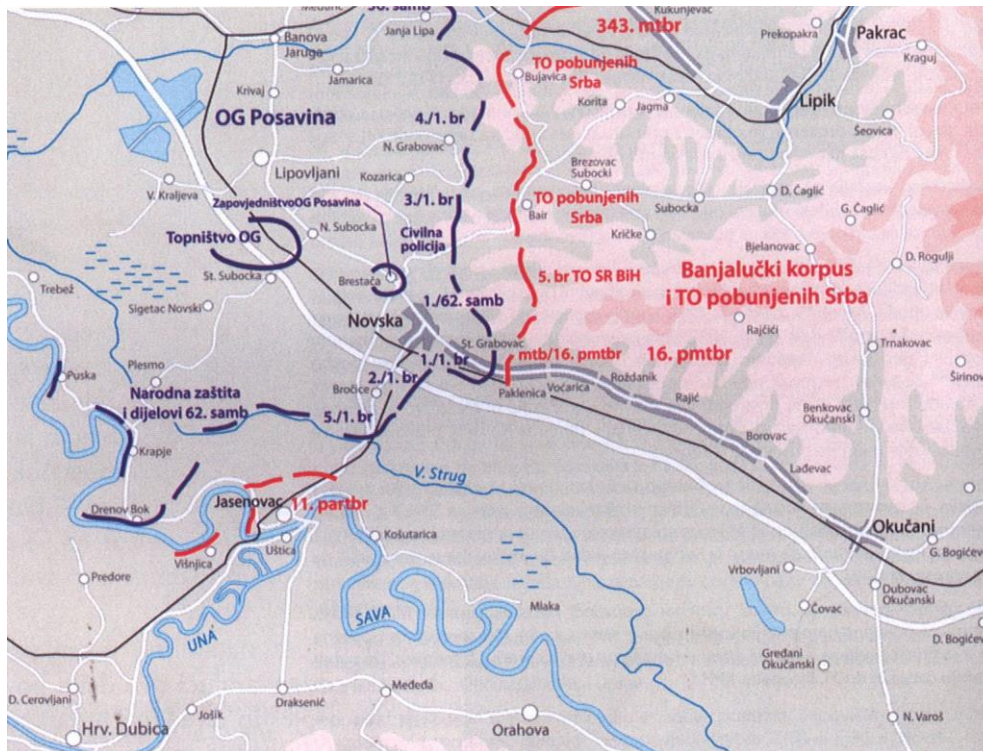 56. samb
343. mtbr
Kukunjevac
Prekopakra
Pakrac
Kraguj
Banova
Jaruga
Janja Lipa
Jamarica
Krivaj
TO pobunjenih
Srba
Bujavica
Korita
Jagma
Lipik
Šeovica
OG Posavina
4./1. br
N. Grabovac
Lipovljani
Kozarica
Brezovac
Subocki
V. Kraljeva
Zapovjedništvo OG Posavina
3./1. br
TO pobunjenih
Srba
Bair
Subocka
D. Čaglić
G. Čaglić
Topništvo OG
N. Subocka
Civilna
policija
Kričke
Bjelanovac
D. Rogulji
St. Subocka
Brestača
5. br TO SR BiH
Banjalučki korpus
i TO pobunjenih Srba
Trebež
Sigetac Novski
1./62. samb
Novska
Rajčići
St. Grabovac
mtb/16. pmtbr
16. pmtbr
Trnakovac
Plesmo
1./1. br
Puska
Bročice
2./1. br
Paklenica
Voćarica
Roždanik
Rajić
Širinov
Narodna zaštita
i dijelovi 62. samb
5./1. br
Benkovac
Okučanski
Borovac
Krapje
Lađevac
V. Strug
Drenov Bok
Jasenovac
11. partbr
Uštica
Košutarica
Okučani
G. Bogićev
Višnjica
Predore
Vrbovljani
Dubovac
Okučanski
Čovac
Mlaka
UNA
SAVA
D. Bogićev
Gređani
Okučanski
D. Cerovljani
Jošik
Draksenić
Međeđa
Hrv. Dubica
Orahova
N. Varoš